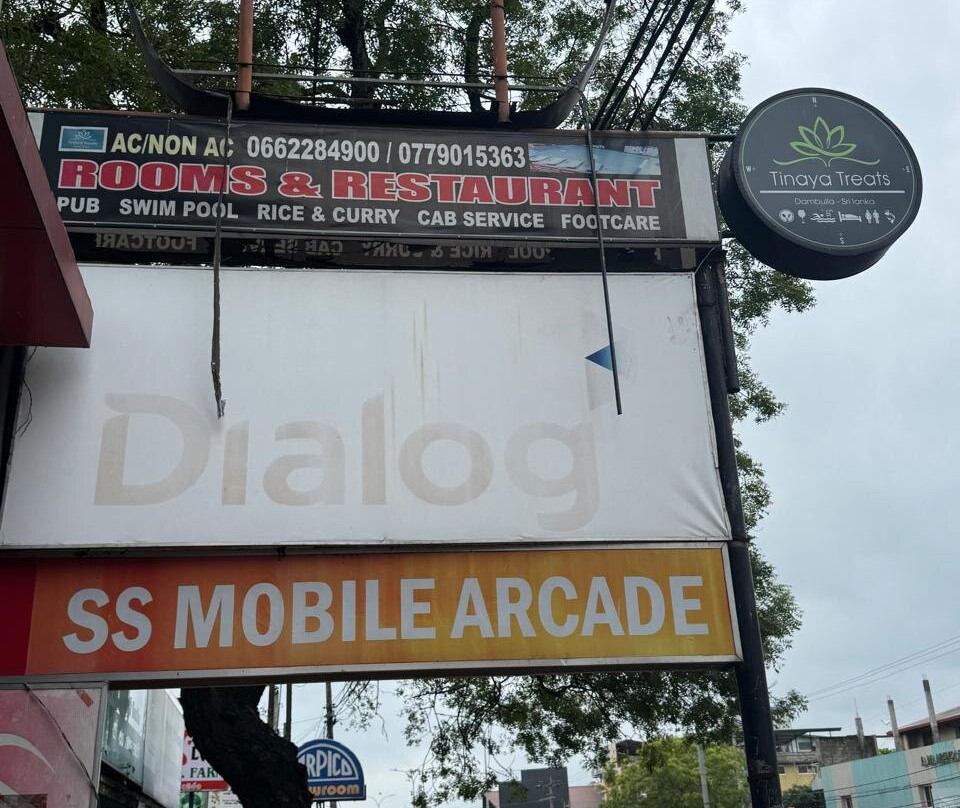 AC/NON AC 0662284900 / 0779015363
ROOMS & RESTAURANT
PUB SWIM POOL RICE & CURRY CAB SERVICE FOOTCARE
N
W E
Tinaya Treats
Dambulla - Sri lanka
S
Dialog
SS MOBILE ARCADE
ARPICO
showroom